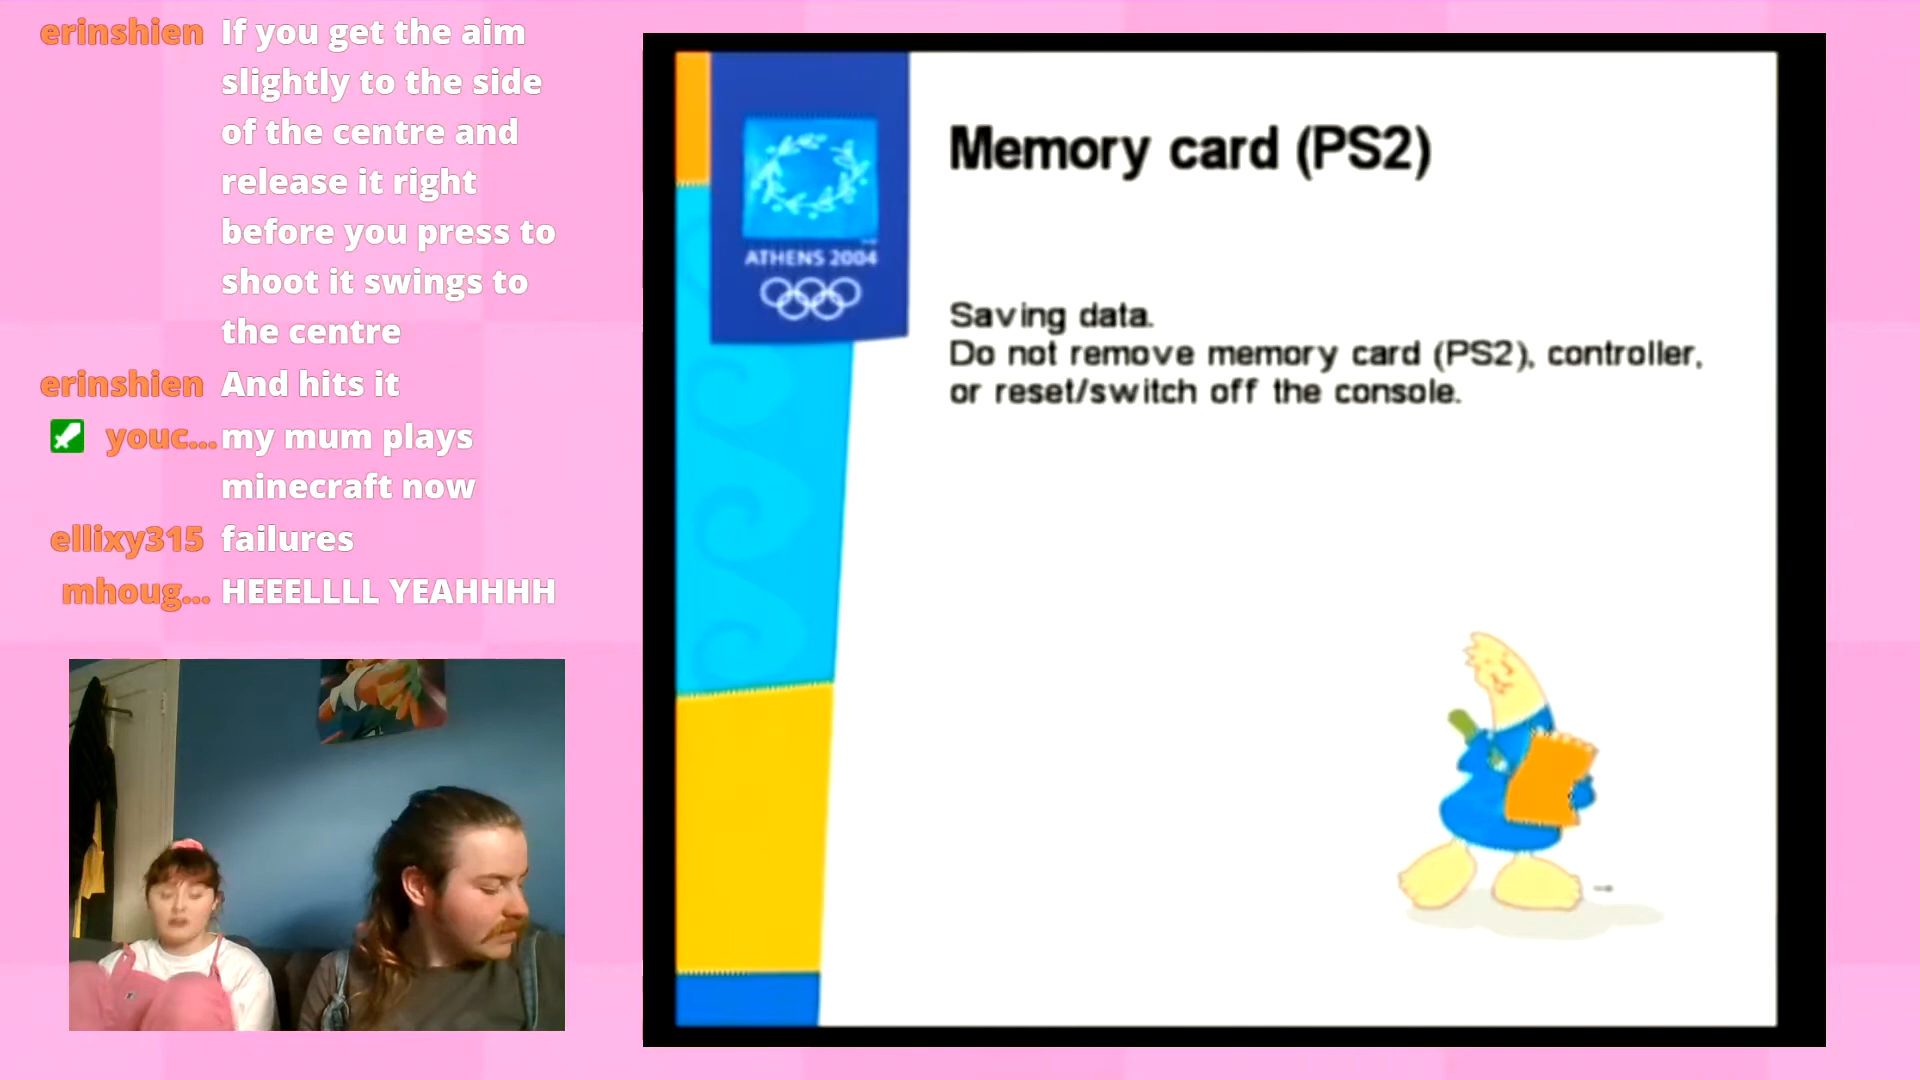 erinshien If you get the aim
slightly to the side
of the centre and
release it right
before you press to
shoot it swings to
the centre
erinshien And hits it
youc... my mum plays
minecraft now
ellixy315 failures
mhoug... HEEELLLL YEAHHHH
ATHENS 2004
Memory card (PS2)
Saving data.
Do not remove memory card (PS2), controller,
or reset/switch off the console.